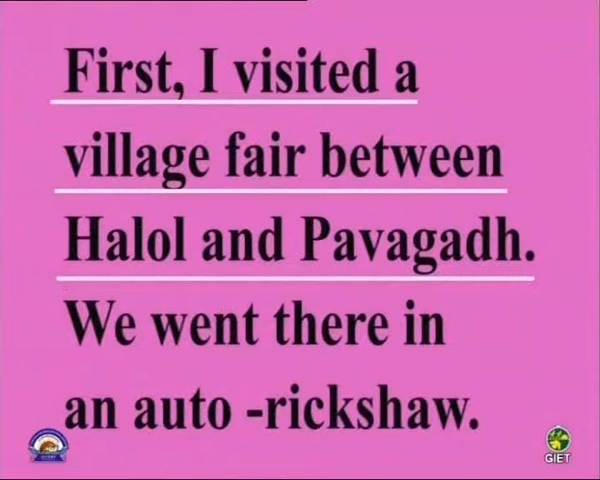 First, I visited a
village fair between
Halol and Pavagadh.
We went there in
an auto -rickshaw.
GIET